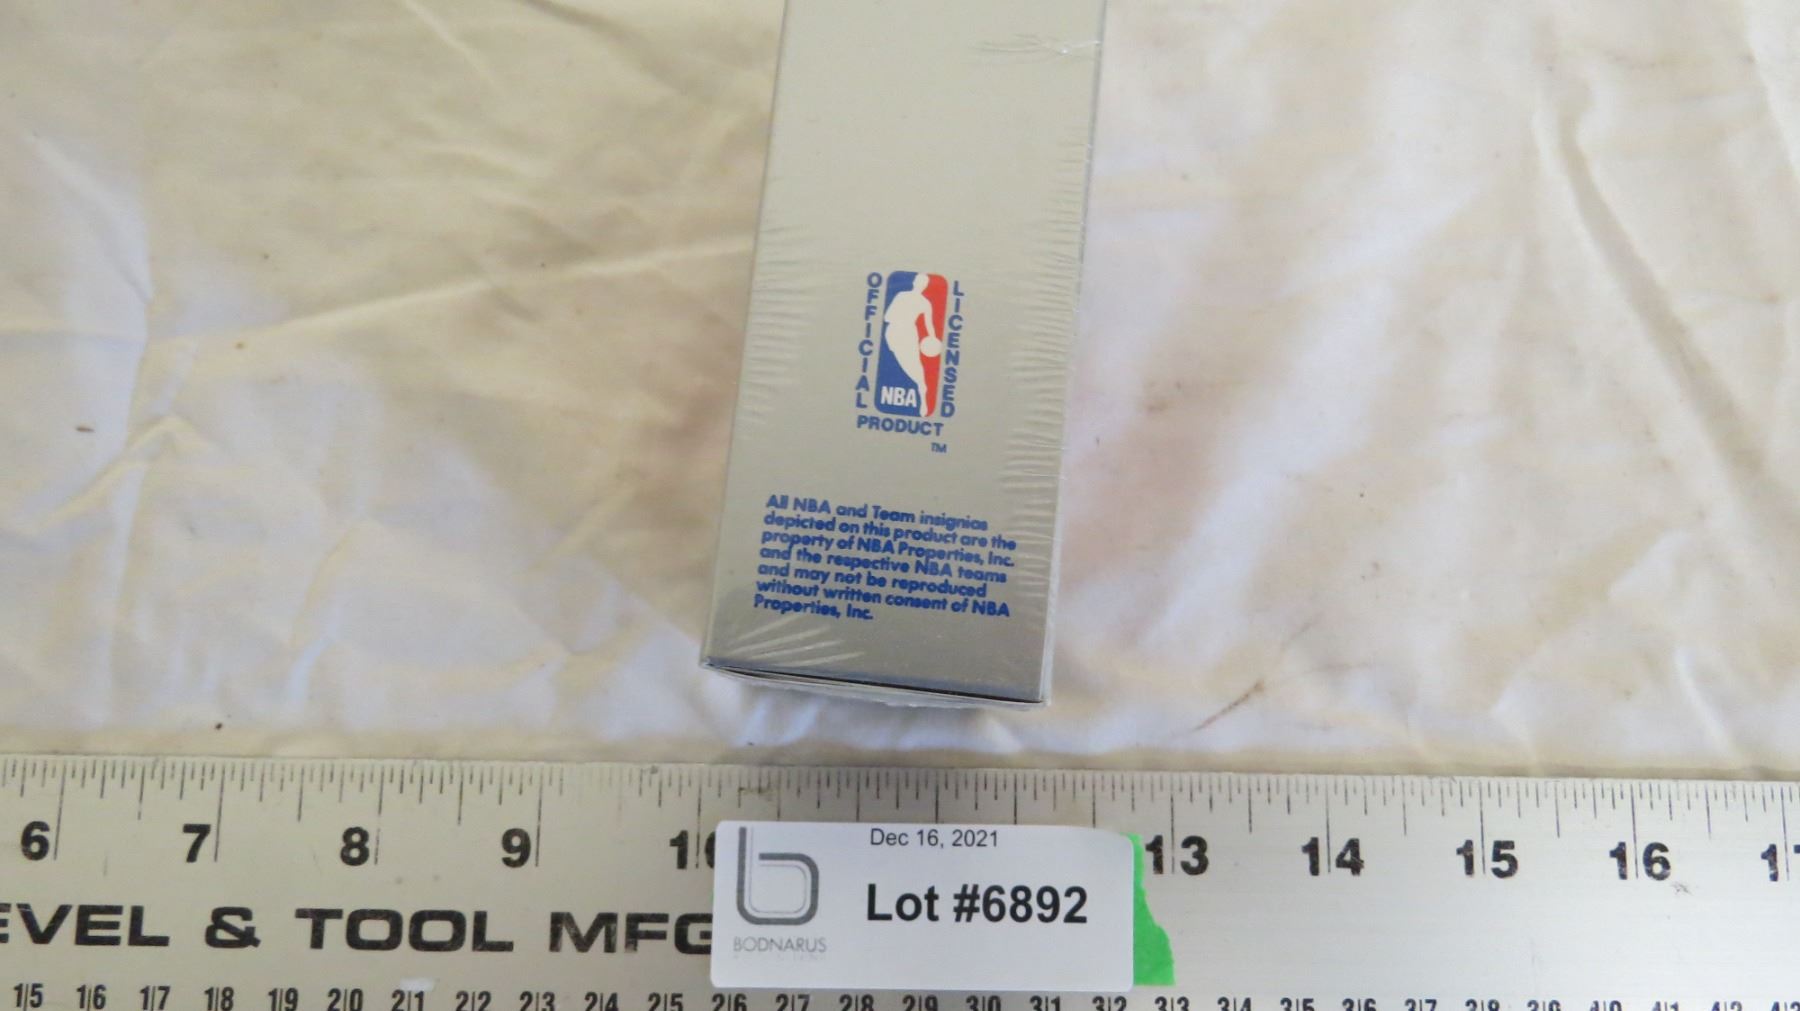 OFFICIAL
LICENSED
NBA
PRODUCT
TM
All NBA and Team insignias
depicted on this product are the
property of NBA Properties, Inc.
and the respective NBA teams
and may not be reproduced
without written consent of NBA
Properties, Inc.
6 7 8 9 13 14 15 16
Dec 16, 2021
Lot #6892
BODNARUS
EVEL & TOOL MFG
15 16 17 18 19 20 21 22 23 24 25 26 27 28 29 30 31 32 33 34 35 36 37 38 39 40 41 42